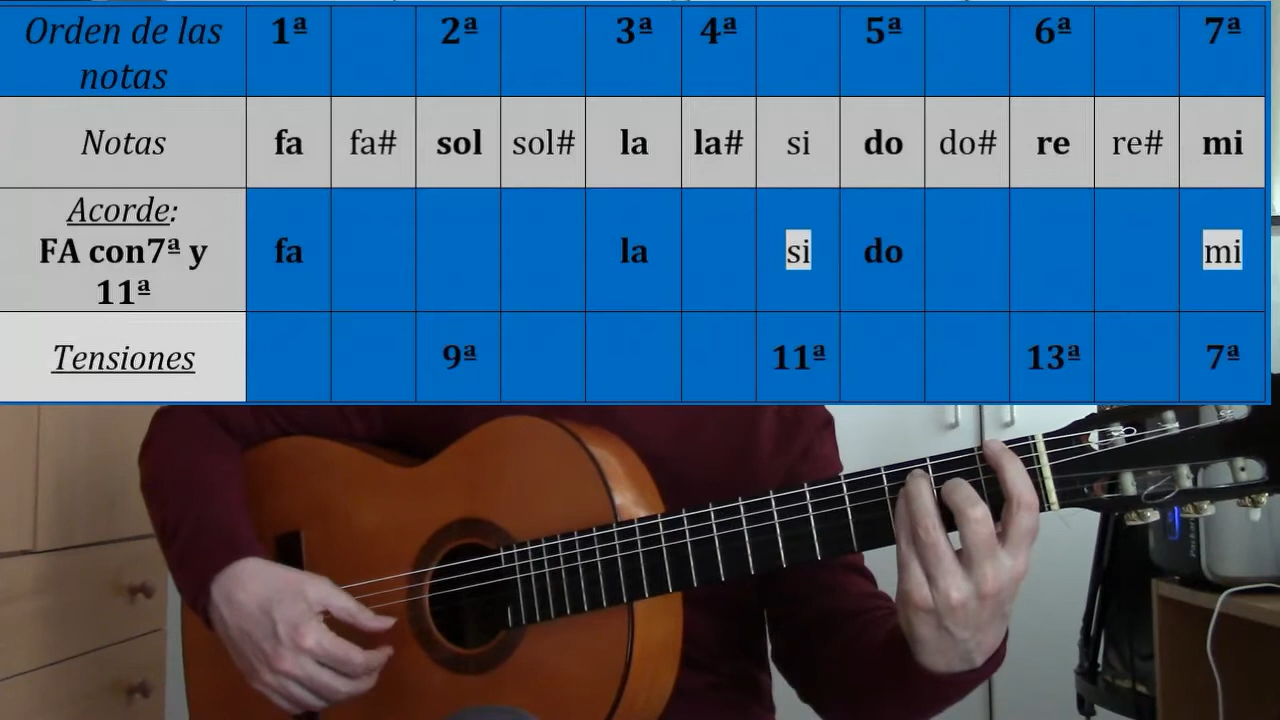 Orden de las notas 1ª 2ª 3ª 4ª 5ª 6ª 7ª
Notas fa fa# sol sol# la la# si do do# re re# mi
Acorde:
FA con7ª y
11ª fa la si do mi
Tensiones 9ª 11ª 13ª 7ª